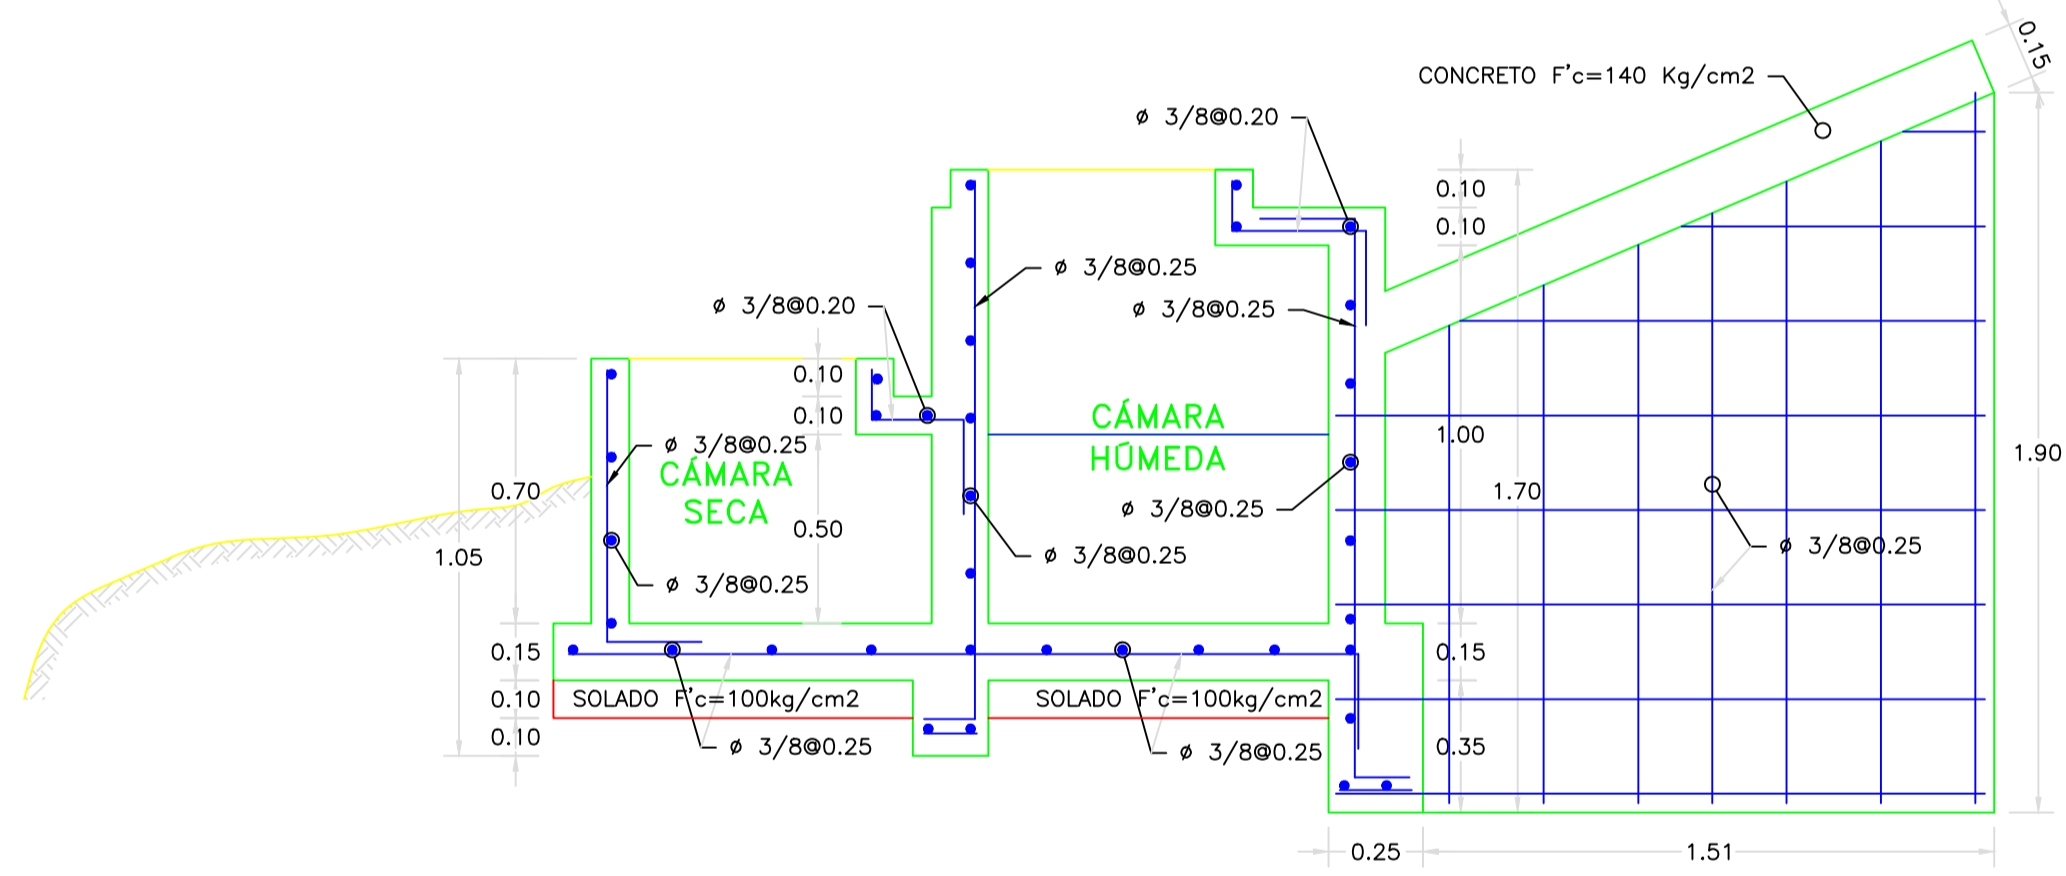 0.15
CONCRETO F'c=140 Kg/cm2
ø 3/8@0.20
0.10
0.10
ø 3/8@0.25
ø 3/8@0.25
ø 3/8@0.20
0.10
0.10
CÁMARA
HÚMEDA
1.00
1.90
ø 3/8@0.25
CÁMARA
SECA
0.70
1.70
ø 3/8@0.25
0.50
1.05
ø 3/8@0.25
ø 3/8@0.25
ø 3/8@0.25
0.15
0.15
0.10
SOLADO F'c=100kg/cm2
SOLADO F'c=100kg/cm2
0.10
ø 3/8@0.25
ø 3/8@0.25
0.35
0.25
1.51